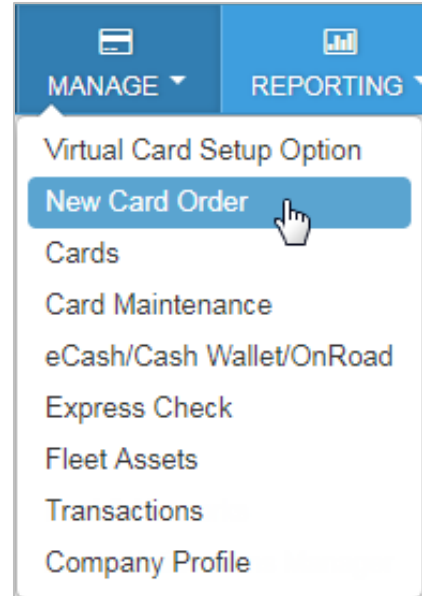 MANAGE
REPORTING
Virtual Card Setup Option
New Card Order
Cards
Card Maintenance
eCash/Cash Wallet/OnRoad
Express Check
Fleet Assets
Transactions
Company Profile